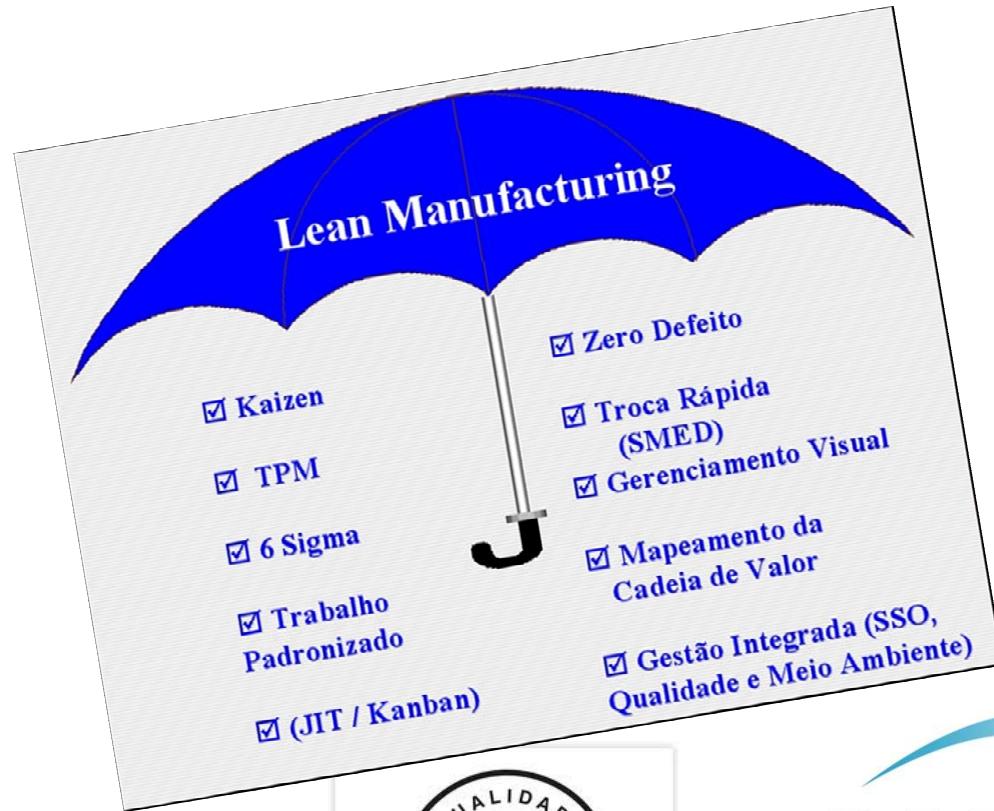 Lean Manufacturing
☑ Kaizen
☑ TPM
☑ 6 Sigma
☑ Trabalho
Padronizado
☑ (JIT / Kanban)
☑ Zero Defeito
☑ Troca Rápida
(SMED)
☑ Gerenciamento Visual
☑ Mapeamento da
Cadeia de Valor
☑ Gestão Integrada (SSO,
Qualidade e Meio Ambiente)